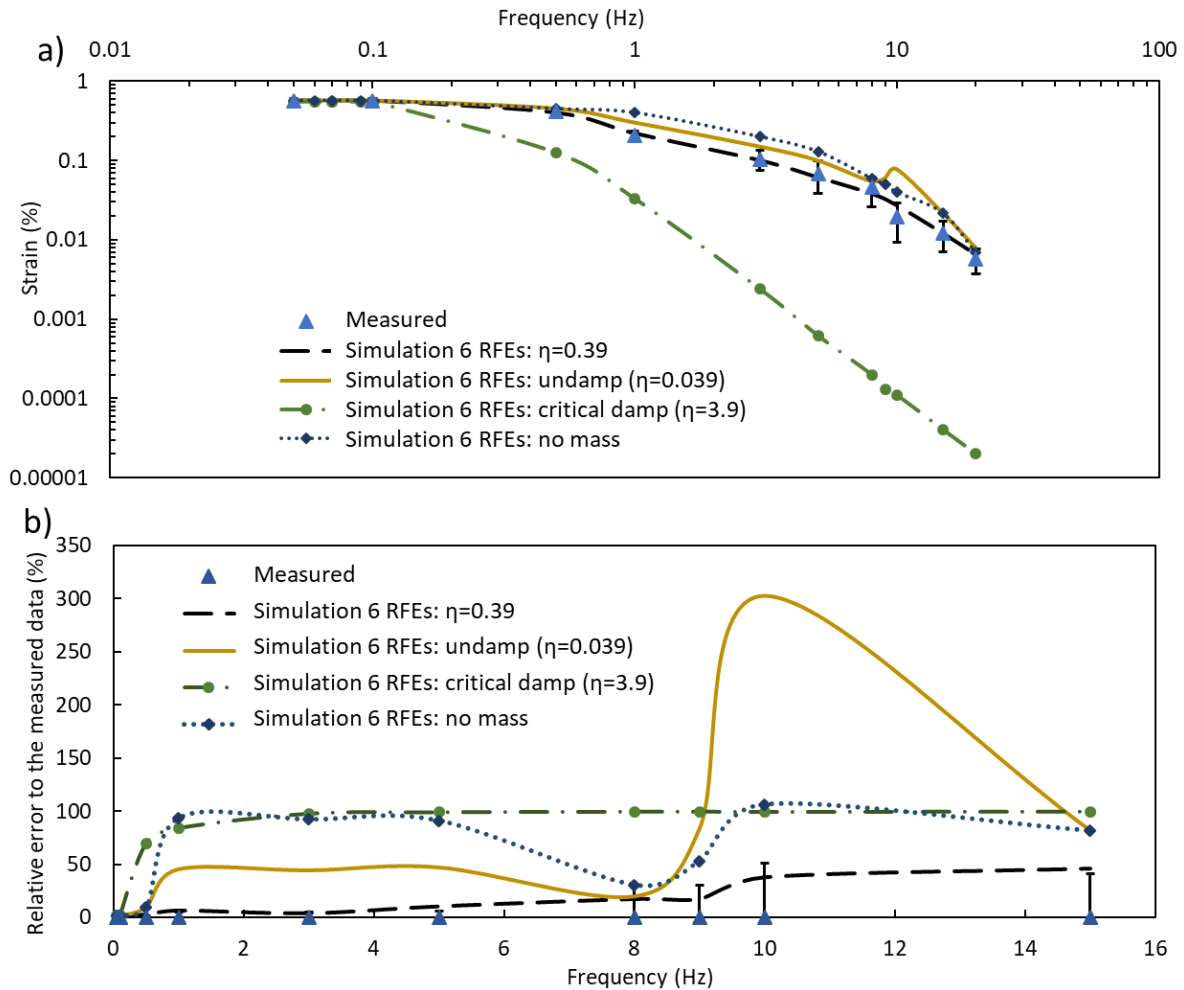 Frequency (Hz)
a)
0.01 0.1 1 10 100
1
0.1
0.01
0.001
0.0001
0.00001
Strain (%)
Measured
Simulation 6 RFEs: η=0.39
Simulation 6 RFEs: undamp (η=0.039)
Simulation 6 RFEs: critical damp (η=3.9)
Simulation 6 RFEs: no mass
b)
350
300
250
200
150
100
50
0
Relative error to the measured data (%)
Measured
Simulation 6 RFEs: η=0.39
Simulation 6 RFEs: undamp (η=0.039)
Simulation 6 RFEs: critical damp (η=3.9)
Simulation 6 RFEs: no mass
0 2 4 6 8 10 12 14 16
Frequency (Hz)